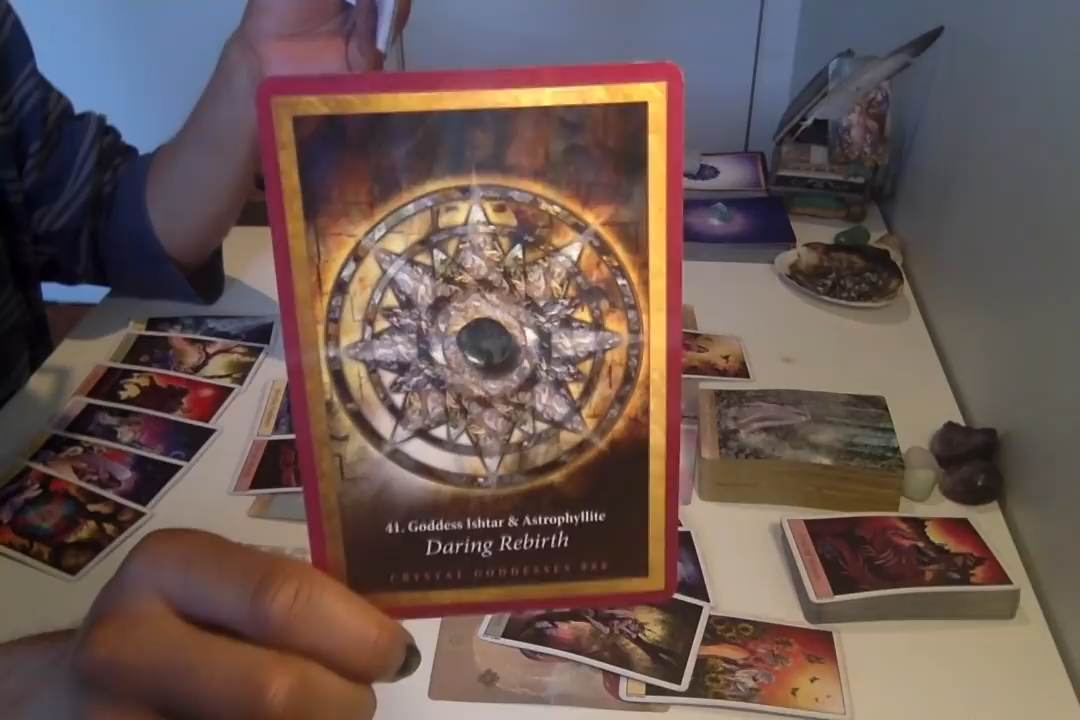 41. Goddess Ishtar & Astrophyllite
Daring Rebirth
CRYSTAL GODDESSES 888